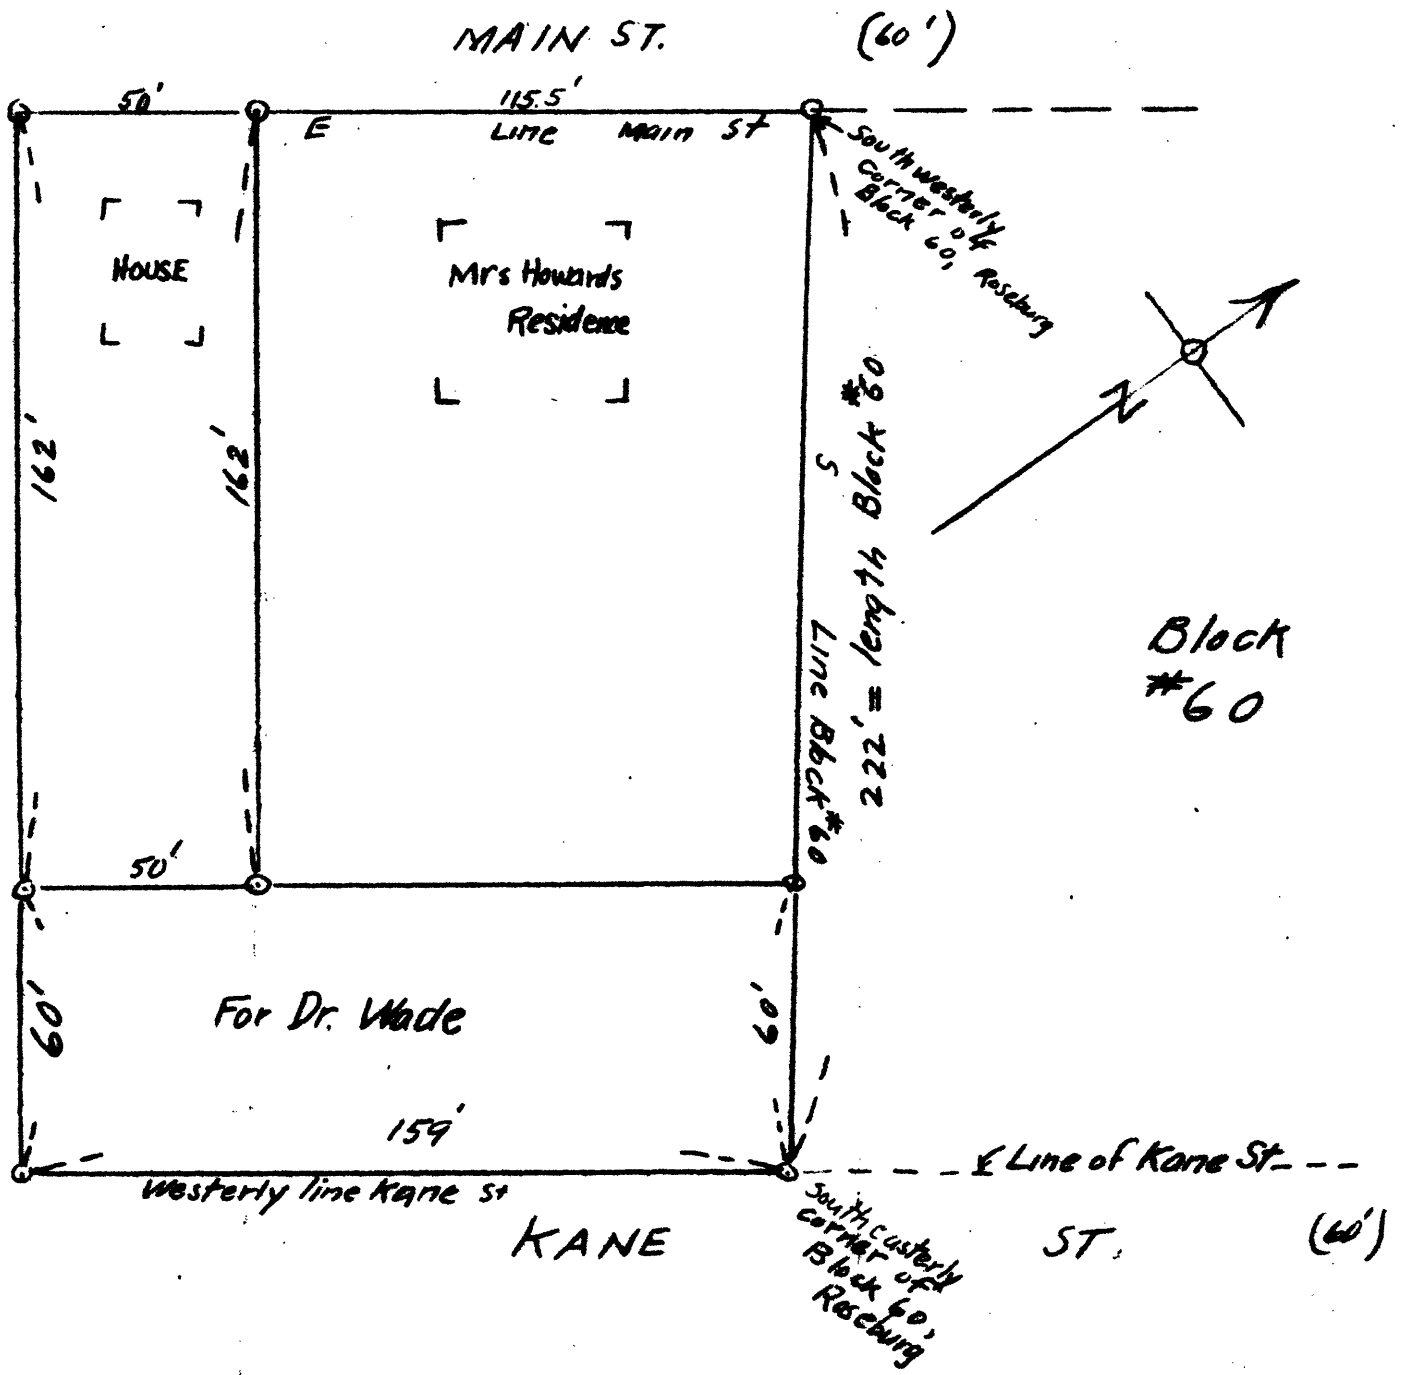 MAIN ST. (60')
50' 115.5'
E Line Main St
Southwesterly
corner of
Block 60, Roseburg
HOUSE
Mrs Howards
Residence
N
162'
162'
S Line Block #60
222' = length Block #60
Block
#60
50'
60'
For Dr. Wade
60'
159'
Westerly line Kane St
Line of Kane St
KANE ST. (60')
Southeasterly
corner of
Block 60,
Roseburg